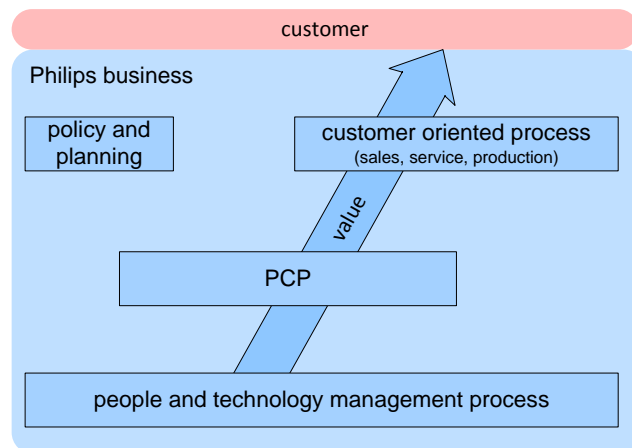 customer
Philips business
policy and
planning
customer oriented process
(sales, service, production)
value
PCP
people and technology management process